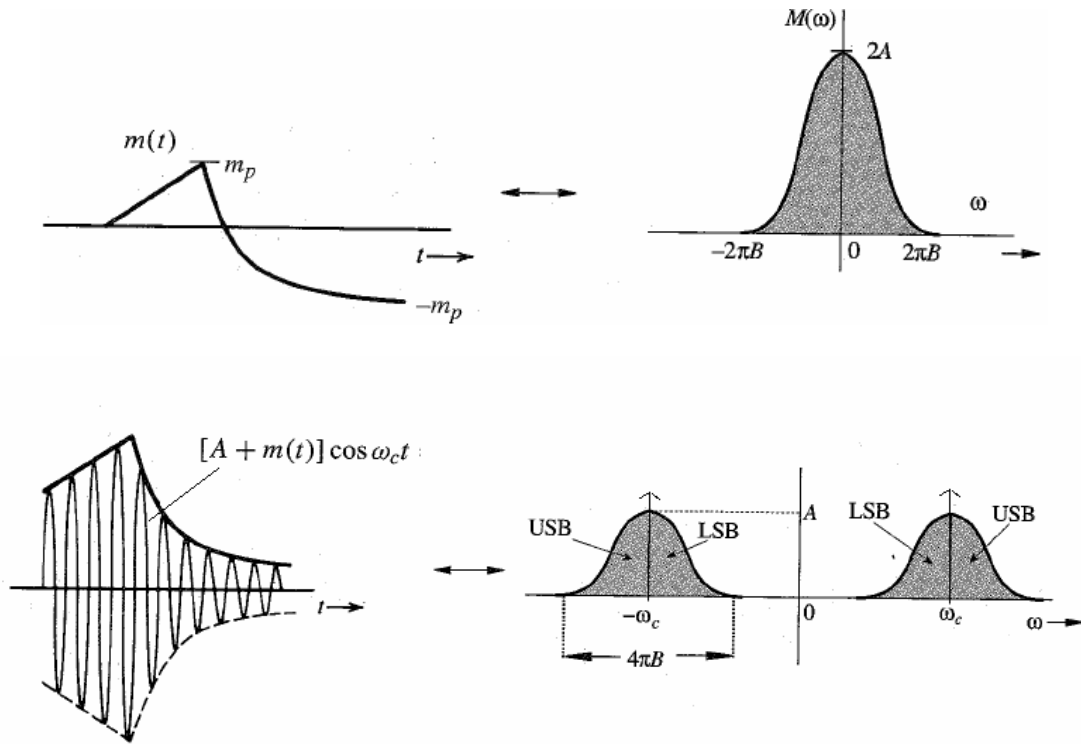 M(ω)
2A
m(t)
m_p
ω
t
−2πB
0
2πB
−m_p
[A + m(t)] cos ω_c t
A
USB
LSB
LSB
USB
t
−ω_c
0
ω_c
ω
4πB